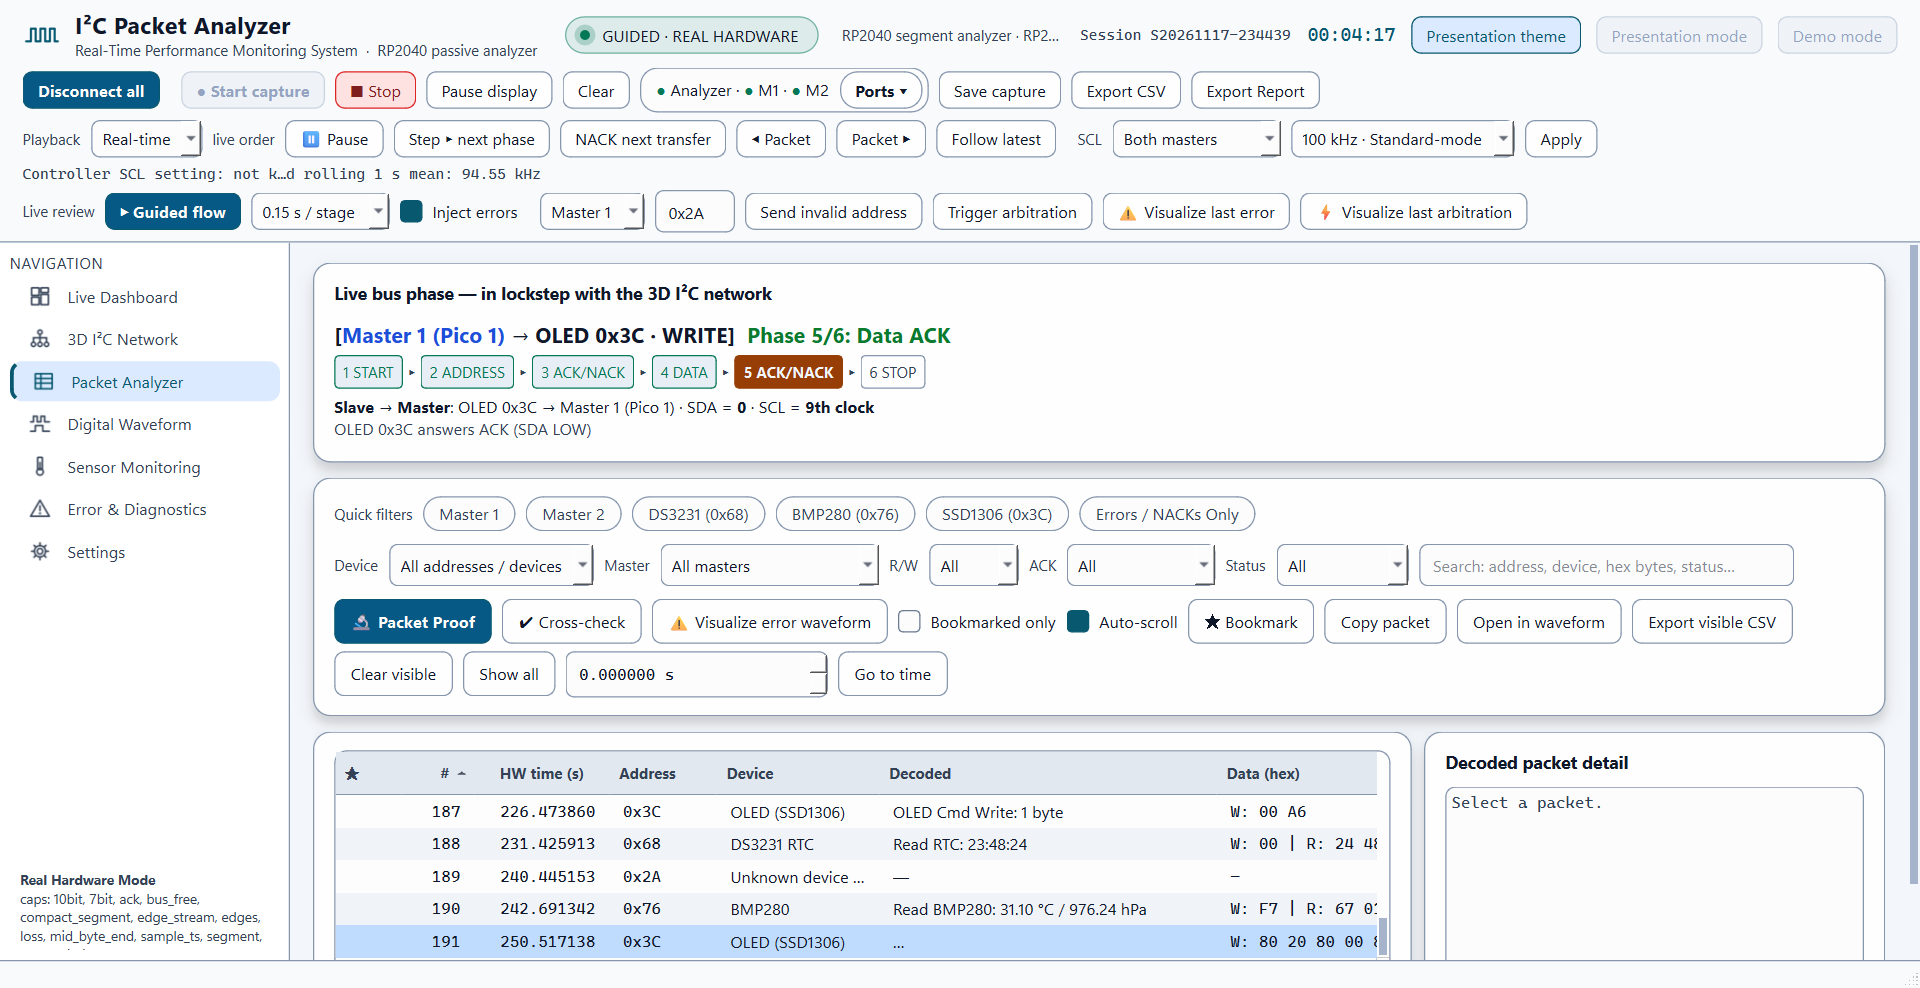 I²C Packet Analyzer
Real-Time Performance Monitoring System · RP2040 passive analyzer
GUIDED · REAL HARDWARE
RP2040 segment analyzer · RP2...
Session S20261117-234439
00:04:17
Presentation theme
Presentation mode
Demo mode
Disconnect all
● Start capture
■ Stop
Pause display
Clear
● Analyzer · ● M1 · ● M2
Ports ▾
Save capture
Export CSV
Export Report
Playback
Real-time
live order
⏸ Pause
Step ▸ next phase
NACK next transfer
◂ Packet
Packet ▸
Follow latest
SCL
Both masters
100 kHz · Standard-mode
Apply
Controller SCL setting: not k…d rolling 1 s mean: 94.55 kHz
Live review
▸ Guided flow
0.15 s / stage
Inject errors
Master 1
0x2A
Send invalid address
Trigger arbitration
⚠ Visualize last error
⚡ Visualize last arbitration
NAVIGATION
Live Dashboard
3D I²C Network
Packet Analyzer
Digital Waveform
Sensor Monitoring
Error & Diagnostics
Settings
Real Hardware Mode
caps: 10bit, 7bit, ack, bus_free,
compact_segment, edge_stream, edges,
loss, mid_byte_end, sample_ts, segment,
Live bus phase — in lockstep with the 3D I²C network
[Master 1 (Pico 1) → OLED 0x3C · WRITE] Phase 5/6: Data ACK
1 START ▸ 2 ADDRESS ▸ 3 ACK/NACK ▸ 4 DATA ▸ 5 ACK/NACK ▸ 6 STOP
Slave → Master: OLED 0x3C → Master 1 (Pico 1) · SDA = 0 · SCL = 9th clock
OLED 0x3C answers ACK (SDA LOW)
Quick filters
Master 1
Master 2
DS3231 (0x68)
BMP280 (0x76)
SSD1306 (0x3C)
Errors / NACKs Only
Device
All addresses / devices
Master
All masters
R/W
All
ACK
All
Status
All
Search: address, device, hex bytes, status...
🔬 Packet Proof
✔ Cross-check
⚠ Visualize error waveform
Bookmarked only
Auto-scroll
★ Bookmark
Copy packet
Open in waveform
Export visible CSV
Clear visible
Show all
0.000000 s
Go to time
★ # HW time (s) Address Device Decoded Data (hex)
187 226.473860 0x3C OLED (SSD1306) OLED Cmd Write: 1 byte W: 00 A6
188 231.425913 0x68 DS3231 RTC Read RTC: 23:48:24 W: 00 | R: 24 48
189 240.445153 0x2A Unknown device ... — —
190 242.691342 0x76 BMP280 Read BMP280: 31.10 °C / 976.24 hPa W: F7 | R: 67 01
191 250.517138 0x3C OLED (SSD1306) ... W: 80 20 80 00
Decoded packet detail
Select a packet.